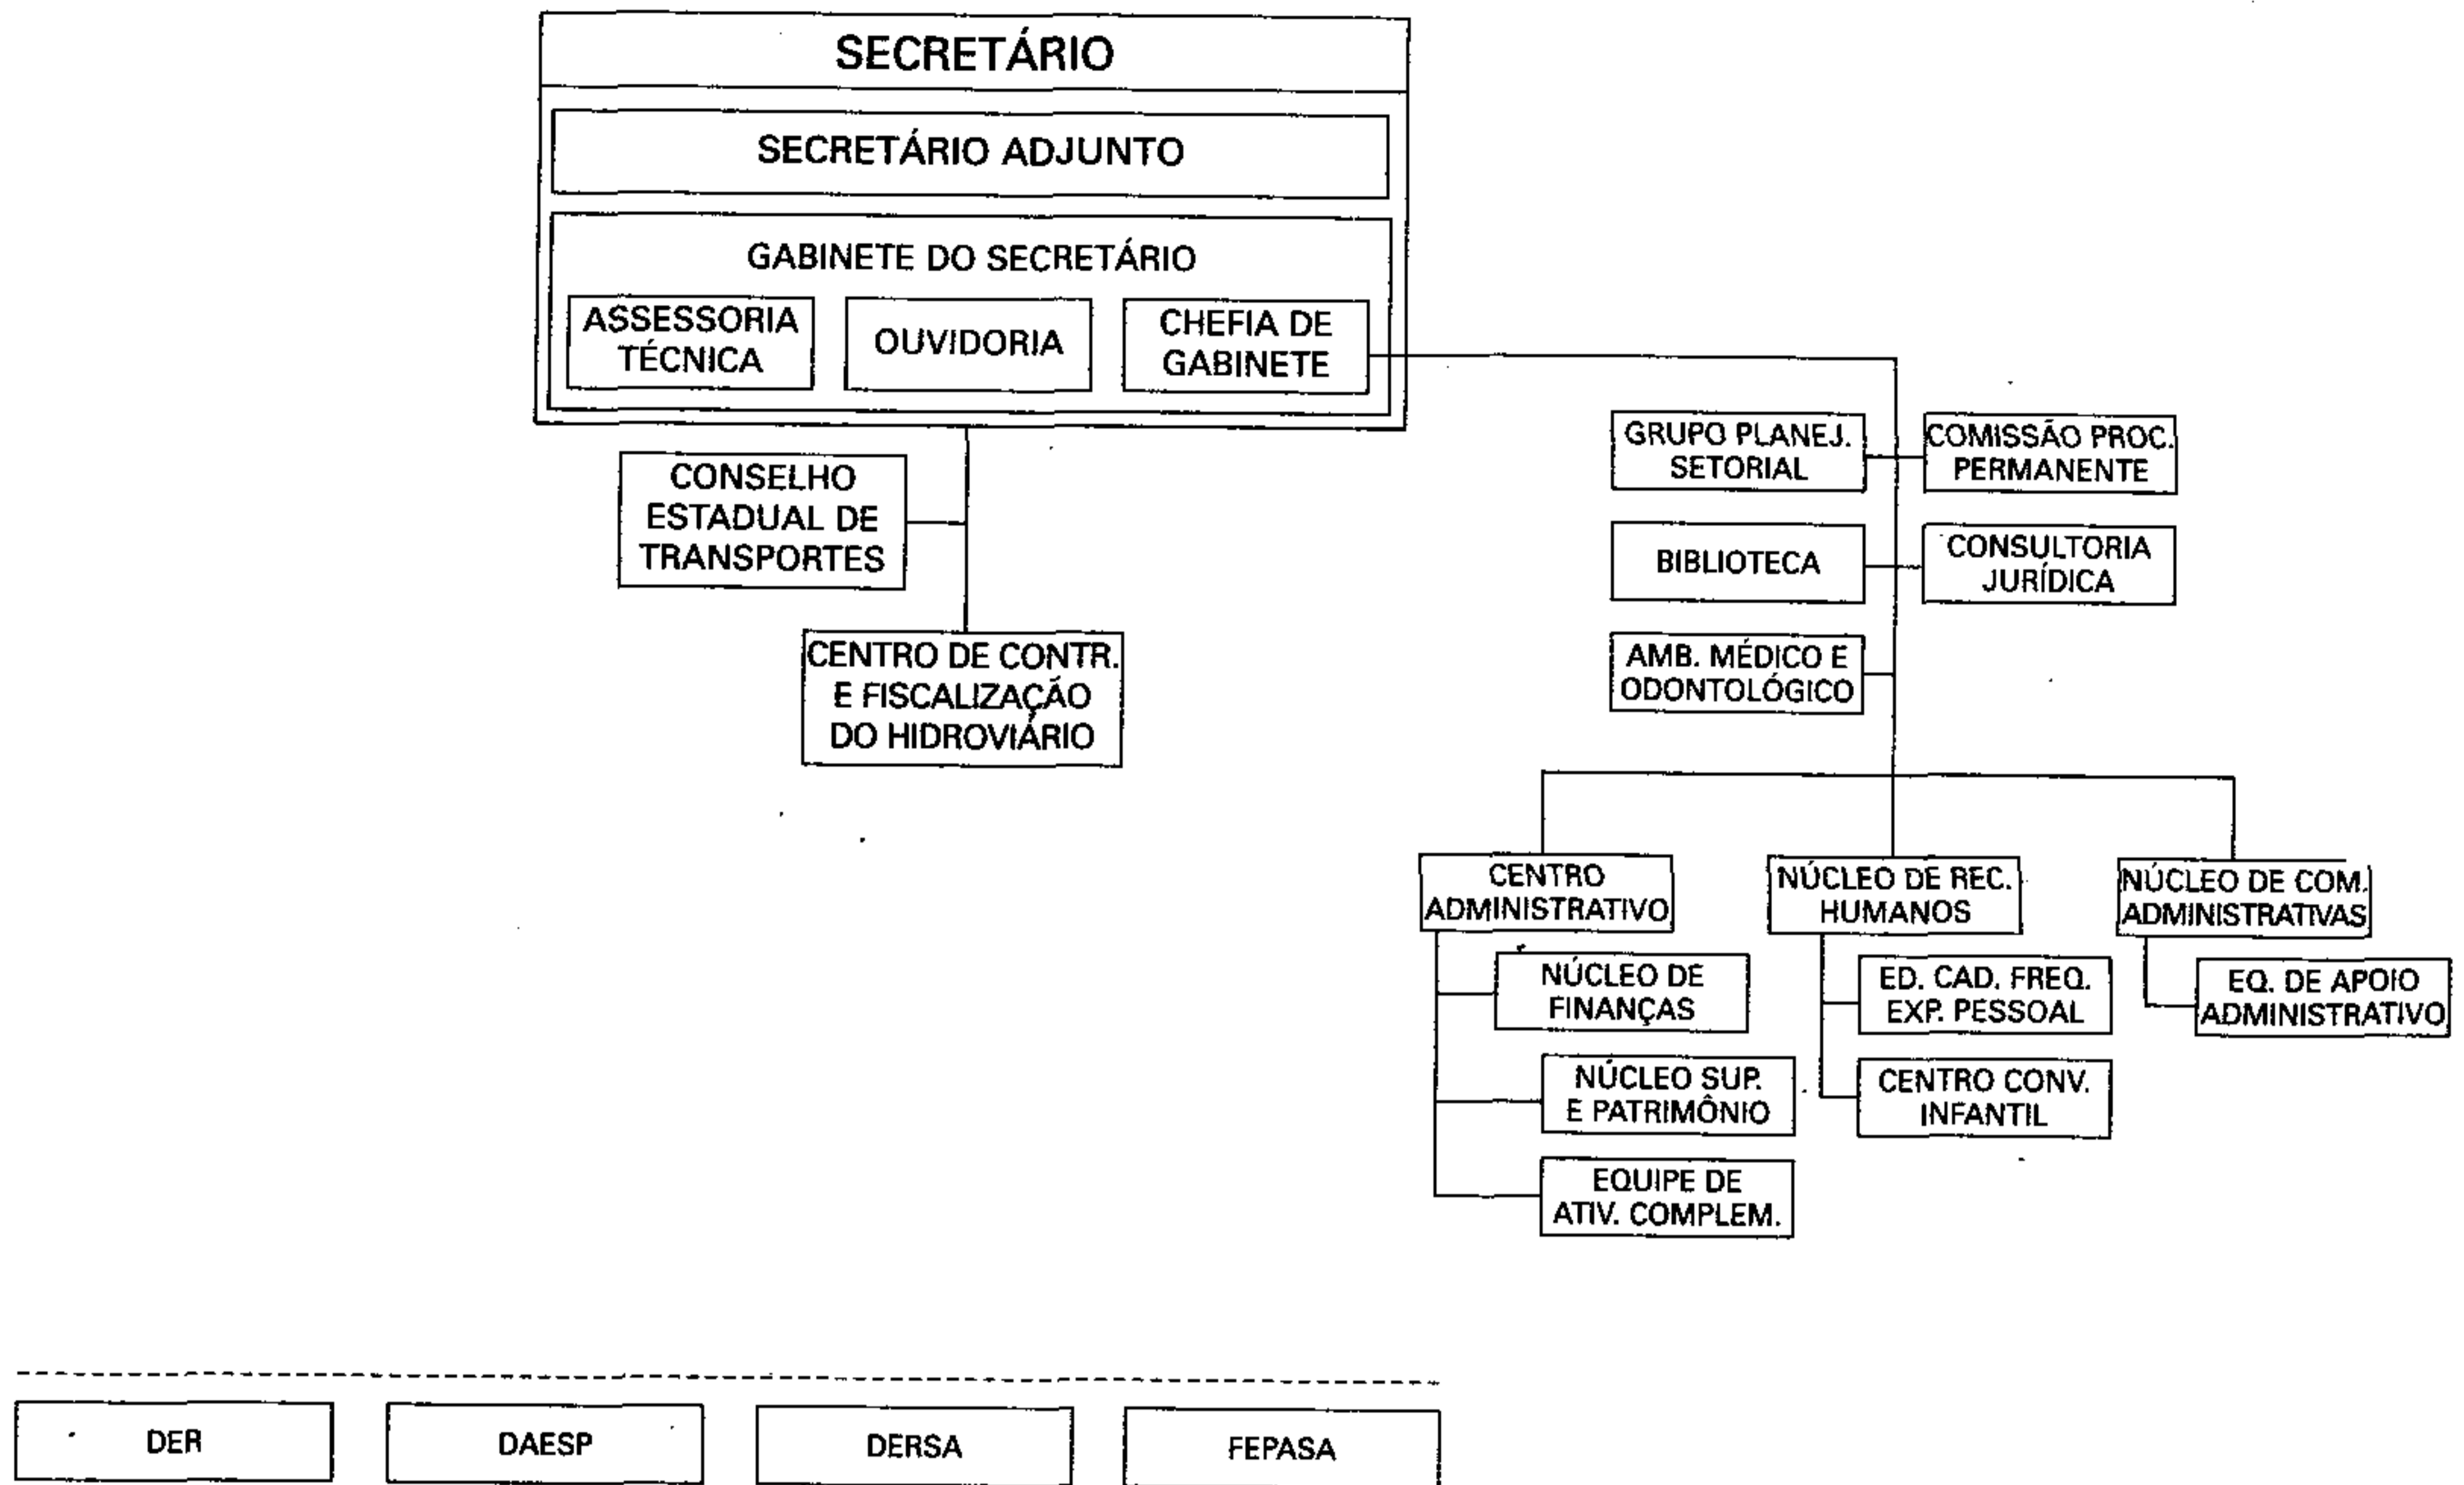 SECRETÁRIO
SECRETÁRIO ADJUNTO
GABINETE DO SECRETÁRIO
ASSESSORIA
TÉCNICA
OUVIDORIA
CHEFIA DE
GABINETE
CONSELHO
ESTADUAL DE
TRANSPORTES
CENTRO DE CONTR.
E FISCALIZAÇÃO
DO HIDROVIÁRIO
GRUPO PLANEJ.
SETORIAL
COMISSÃO PROC.
PERMANENTE
BIBLIOTECA
CONSULTORIA
JURÍDICA
AMB. MÉDICO E
ODONTOLÓGICO
CENTRO
ADMINISTRATIVO
NÚCLEO DE
FINANÇAS
NÚCLEO SUP.
E PATRIMÔNIO
EQUIPE DE
ATIV. COMPLEM.
NÚCLEO DE REC.
HUMANOS
ED. CAD. FREQ.
EXP. PESSOAL
CENTRO CONV.
INFANTIL
NÚCLEO DE COM.
ADMINISTRATIVAS
EQ. DE APOIO
ADMINISTRATIVO
DER
DAESP
DERSA
FEPASA